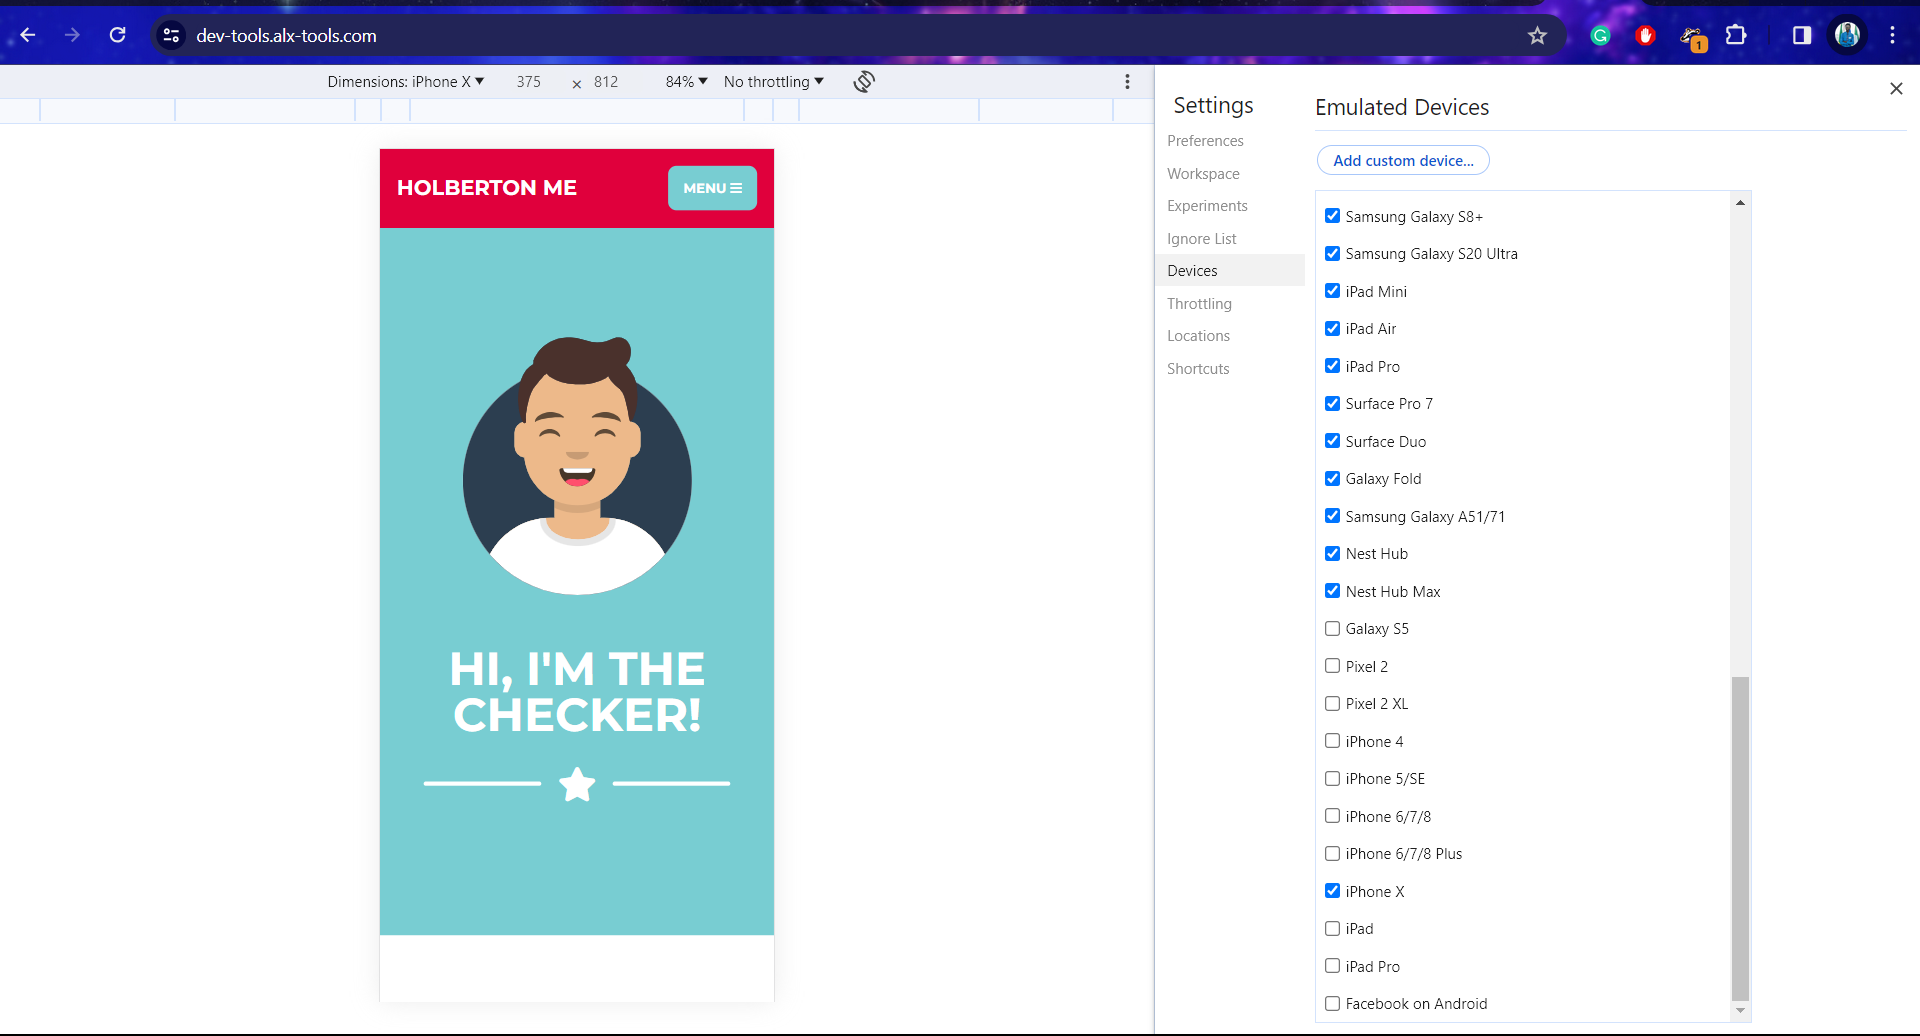 dev-tools.alx-tools.com
1
Dimensions: iPhone X 375 × 812 84% No throttling
HOLBERTON ME
MENU
HI, I'M THE
CHECKER!
Settings
Preferences
Workspace
Experiments
Ignore List
Devices
Throttling
Locations
Shortcuts
Emulated Devices
Add custom device...
Samsung Galaxy S8+
Samsung Galaxy S20 Ultra
iPad Mini
iPad Air
iPad Pro
Surface Pro 7
Surface Duo
Galaxy Fold
Samsung Galaxy A51/71
Nest Hub
Nest Hub Max
Galaxy S5
Pixel 2
Pixel 2 XL
iPhone 4
iPhone 5/SE
iPhone 6/7/8
iPhone 6/7/8 Plus
iPhone X
iPad
iPad Pro
Facebook on Android